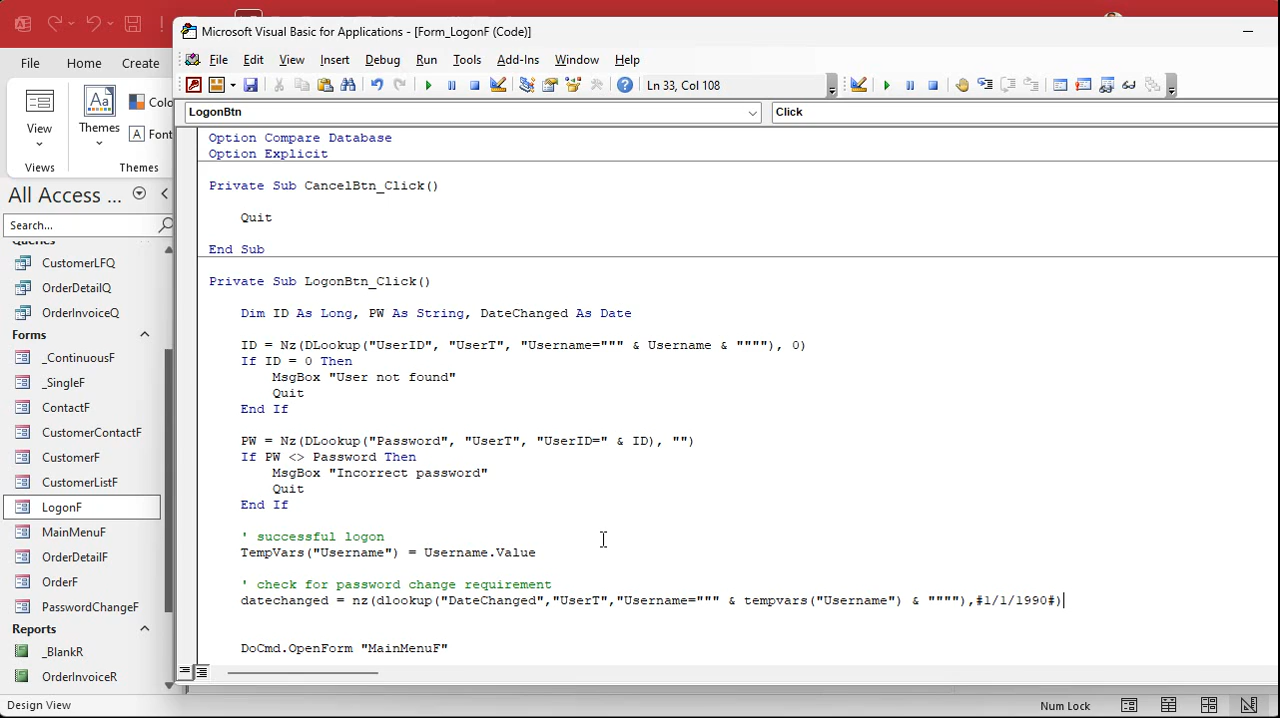 Microsoft Visual Basic for Applications - [Form_LogonF (Code)]
File Home Create
File Edit View Insert Debug Run Tools Add-Ins Window Help
Ln 33, Col 108
View
Themes
Colo
Font
Views
Themes
LogonBtn
Click
All Access ...
Search...
Queries
CustomerLFQ
OrderDetailQ
OrderInvoiceQ
Forms
_ContinuousF
_SingleF
ContactF
CustomerContactF
CustomerF
CustomerListF
LogonF
MainMenuF
OrderDetailF
OrderF
PasswordChangeF
Reports
_BlankR
OrderInvoiceR
Option Compare Database
Option Explicit
Private Sub CancelBtn_Click()
Quit
End Sub
Private Sub LogonBtn_Click()
Dim ID As Long, PW As String, DateChanged As Date
ID = Nz(DLookup("UserID", "UserT", "Username=""" & Username & """"), 0)
If ID = 0 Then
MsgBox "User not found"
Quit
End If
PW = Nz(DLookup("Password", "UserT", "UserID=" & ID), "")
If PW <> Password Then
MsgBox "Incorrect password"
Quit
End If
' successful logon
TempVars("Username") = Username.Value
' check for password change requirement
datechanged = nz(dlookup("DateChanged","UserT","Username=""" & tempvars("Username") & """"),#1/1/1990#)
DoCmd.OpenForm "MainMenuF"
Design View
Num Lock